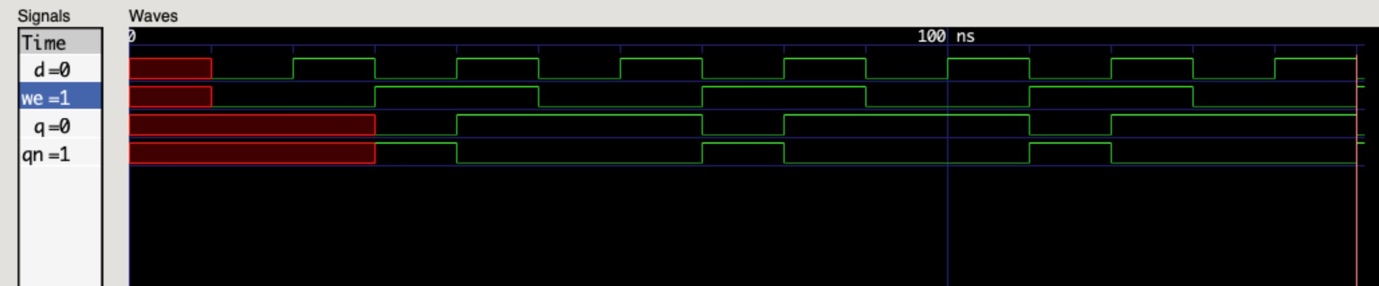 Signals Waves
Time 0 100 ns
d=0
we=1
q=0
qn=1